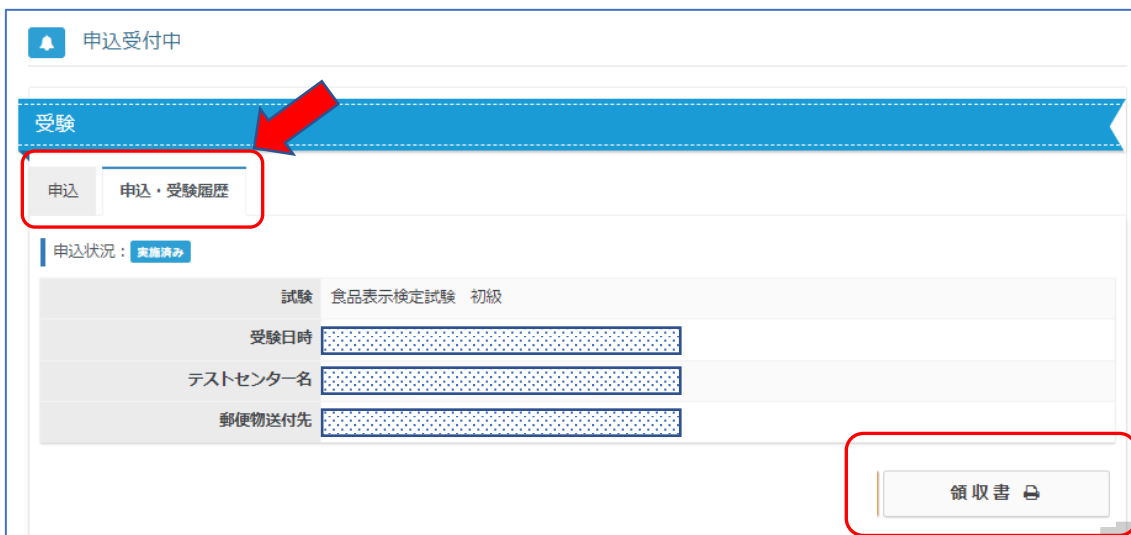 申込受付中
受験
申込 申込・受験履歴
申込状況： 実施済み
試験 食品表示検定試験 初級
受験日時
テストセンター名
郵便物送付先
領収書